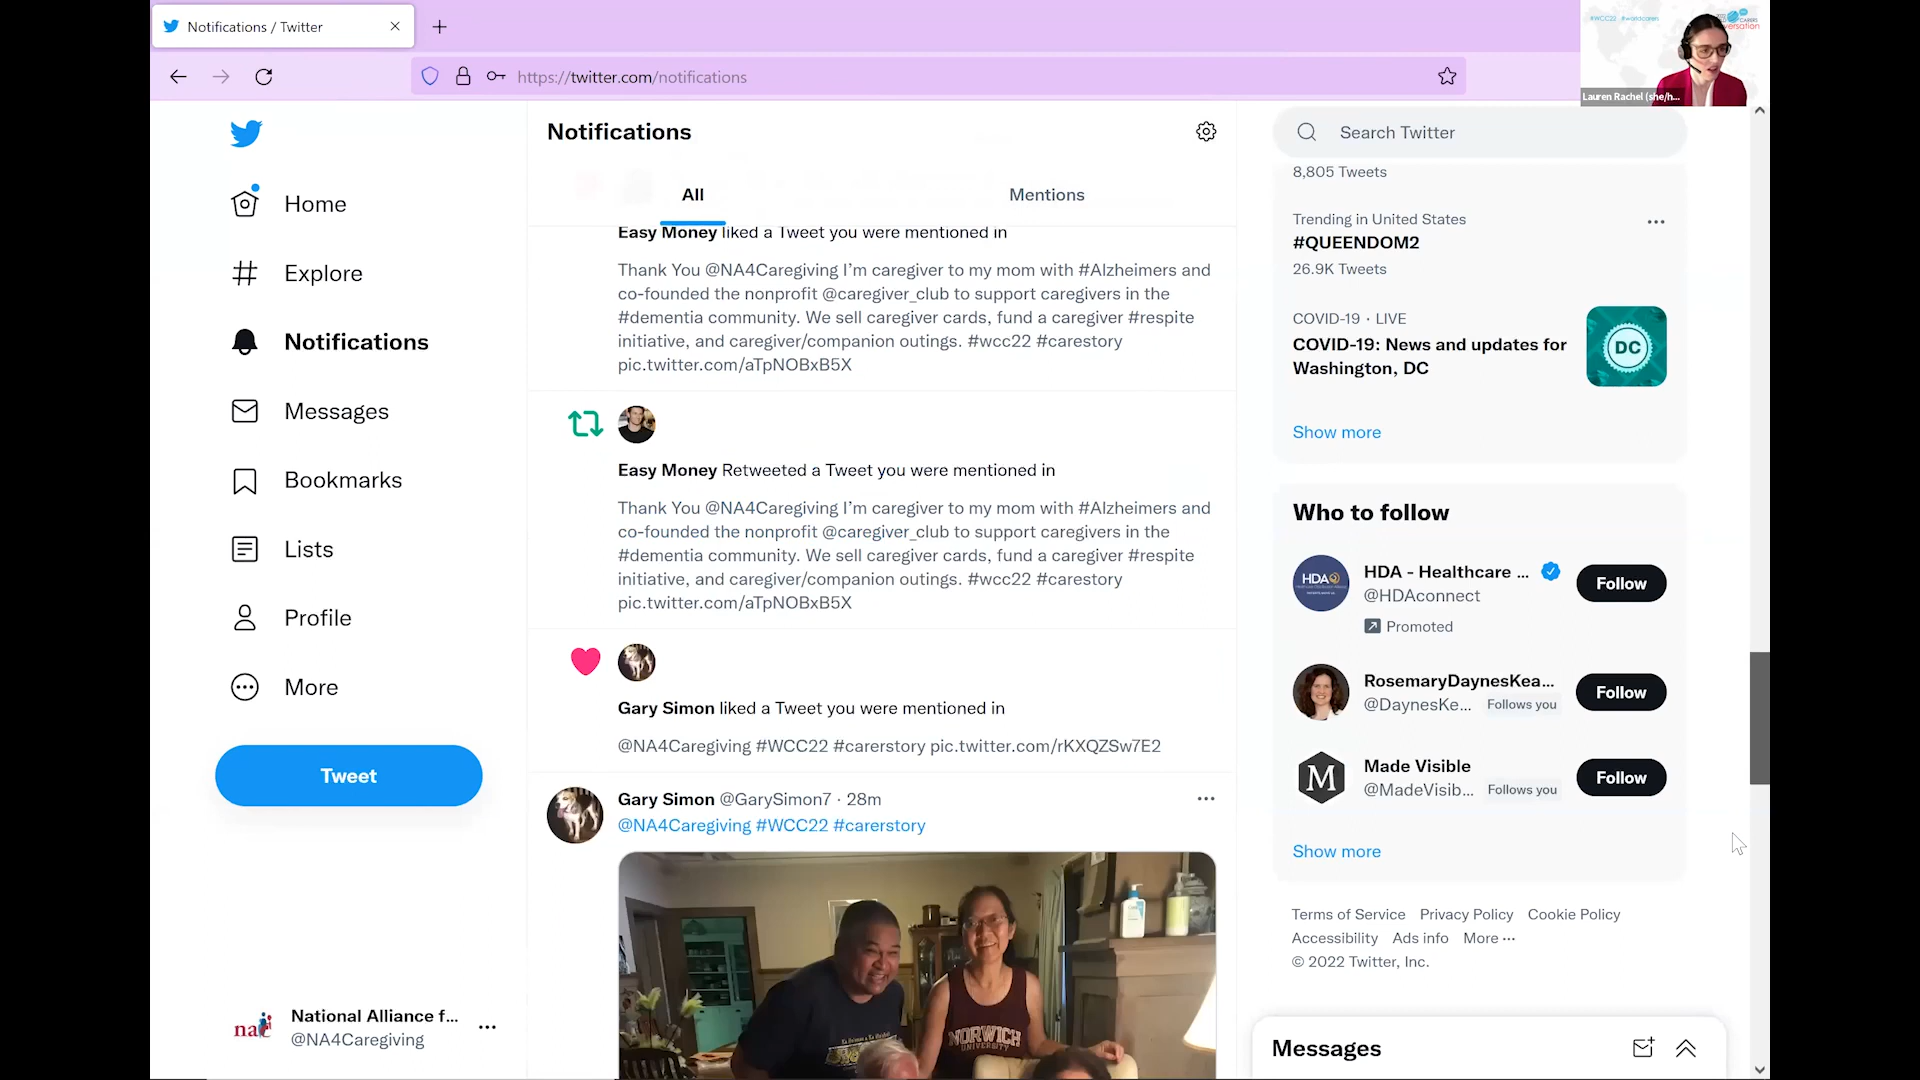 Notifications / Twitter
https://twitter.com/notifications
#WCC22 #worldcarers
CARERS
Lauren Rachel (she/h...
Home
Explore
Notifications
Messages
Bookmarks
Lists
Profile
More
Tweet
National Alliance f...
@NA4Caregiving
Notifications
All
Mentions
Easy Money liked a Tweet you were mentioned in
Thank You @NA4Caregiving I'm caregiver to my mom with #Alzheimers and
co-founded the nonprofit @caregiver_club to support caregivers in the
#dementia community. We sell caregiver cards, fund a caregiver #respite
initiative, and caregiver/companion outings. #wcc22 #carestory
pic.twitter.com/aTpNOBxB5X
Easy Money Retweeted a Tweet you were mentioned in
Thank You @NA4Caregiving I'm caregiver to my mom with #Alzheimers and
co-founded the nonprofit @caregiver_club to support caregivers in the
#dementia community. We sell caregiver cards, fund a caregiver #respite
initiative, and caregiver/companion outings. #wcc22 #carestory
pic.twitter.com/aTpNOBxB5X
Gary Simon liked a Tweet you were mentioned in
@NA4Caregiving #WCC22 #carerstory pic.twitter.com/rKXQZSw7E2
Gary Simon @GarySimon7 · 28m
@NA4Caregiving #WCC22 #carerstory
NORWICH
UNIVERSITY
Search Twitter
8,805 Tweets
Trending in United States
#QUEENDOM2
26.9K Tweets
COVID-19 · LIVE
COVID-19: News and updates for
Washington, DC
DC
Show more
Who to follow
HDA
HDA - Healthcare ...
@HDAconnect
Promoted
Follow
RosemaryDaynesKea...
@DaynesKe... Follows you
Follow
M
Made Visible
@MadeVisib... Follows you
Follow
Show more
Terms of Service Privacy Policy Cookie Policy
Accessibility Ads info More ···
© 2022 Twitter, Inc.
Messages